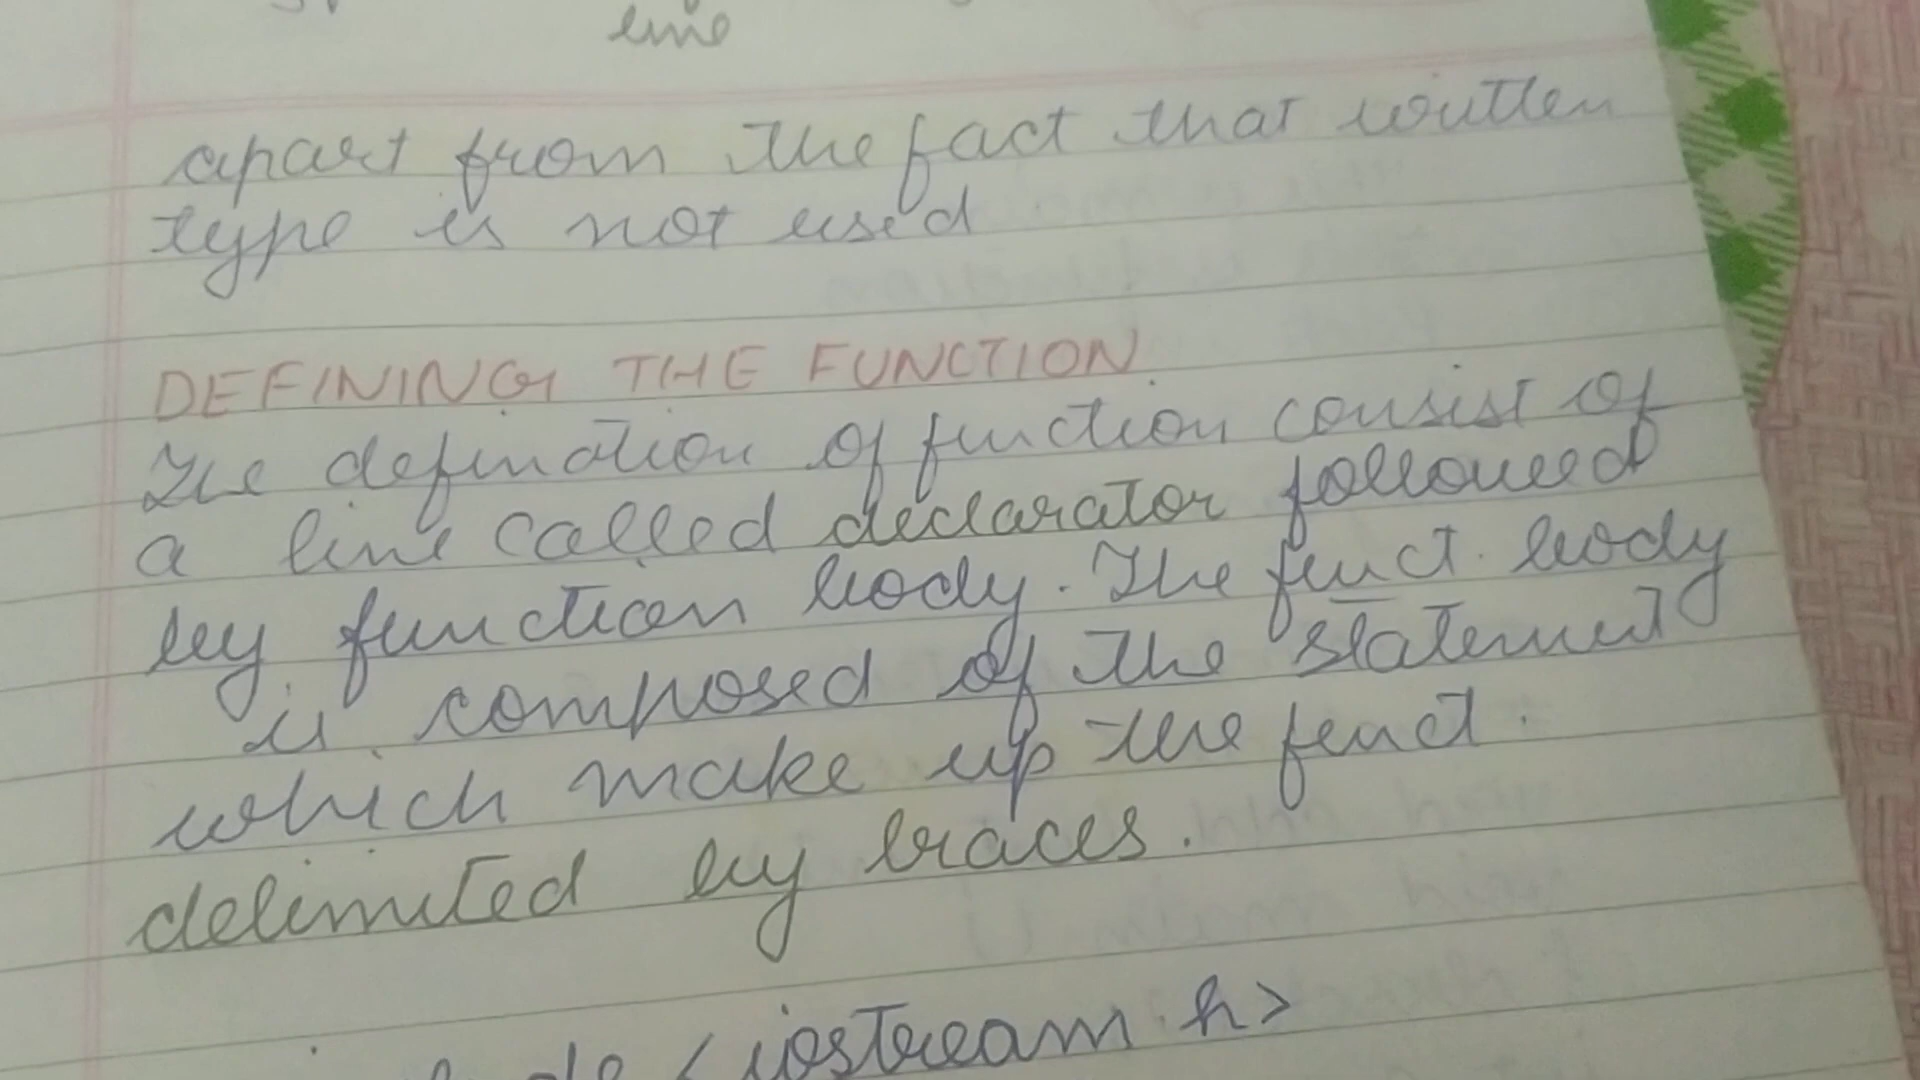 line
apart from the fact that written
type is not used
DEFINING THE FUNCTION
The defination of function consist of
a line called declarator followed
by function body. The funct. body
is composed of the statement
which make up the funct.
delimited by braces.
<iostream.h>